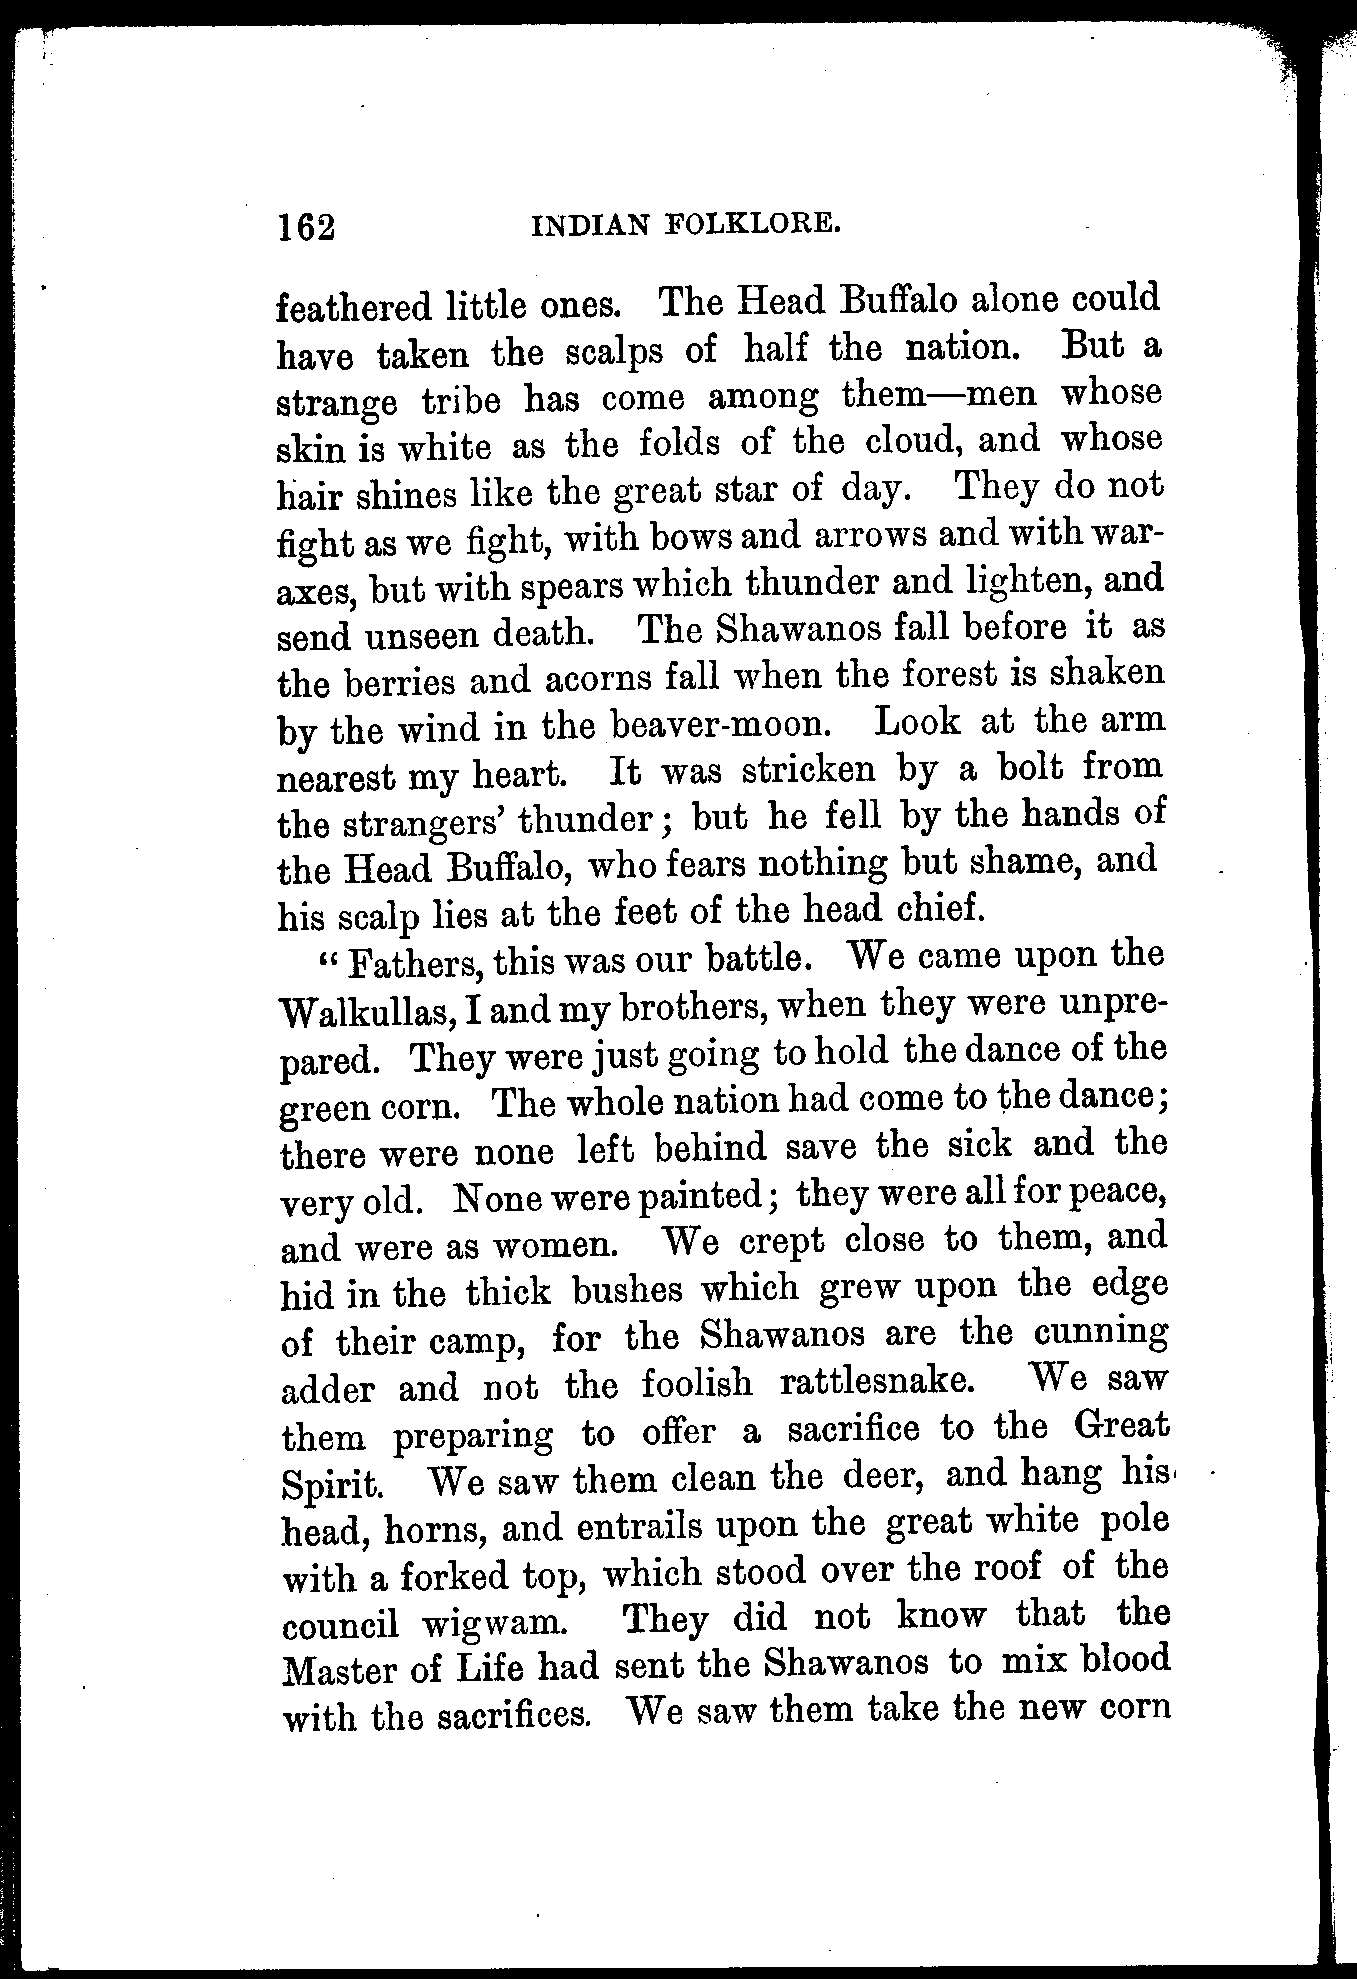 162 INDIAN FOLKLORE.
feathered little ones. The Head Buffalo alone could
have taken the scalps of half the nation. But a
strange tribe has come among them—men whose
skin is white as the folds of the cloud, and whose
hair shines like the great star of day. They do not
fight as we fight, with bows and arrows and with war-
axes, but with spears which thunder and lighten, and
send unseen death. The Shawanos fall before it as
the berries and acorns fall when the forest is shaken
by the wind in the beaver-moon. Look at the arm
nearest my heart. It was stricken by a bolt from
the strangers’ thunder; but he fell by the hands of
the Head Buffalo, who fears nothing but shame, and
his scalp lies at the feet of the head chief.
“Fathers, this was our battle. We came upon the
Walkullas, I and my brothers, when they were unpre-
pared. They were just going to hold the dance of the
green corn. The whole nation had come to the dance;
there were none left behind save the sick and the
very old. None were painted; they were all for peace,
and were as women. We crept close to them, and
hid in the thick bushes which grew upon the edge
of their camp, for the Shawanos are the cunning
adder and not the foolish rattlesnake. We saw
them preparing to offer a sacrifice to the Great
Spirit. We saw them clean the deer, and hang his
head, horns, and entrails upon the great white pole
with a forked top, which stood over the roof of the
council wigwam. They did not know that the
Master of Life had sent the Shawanos to mix blood
with the sacrifices. We saw them take the new corn